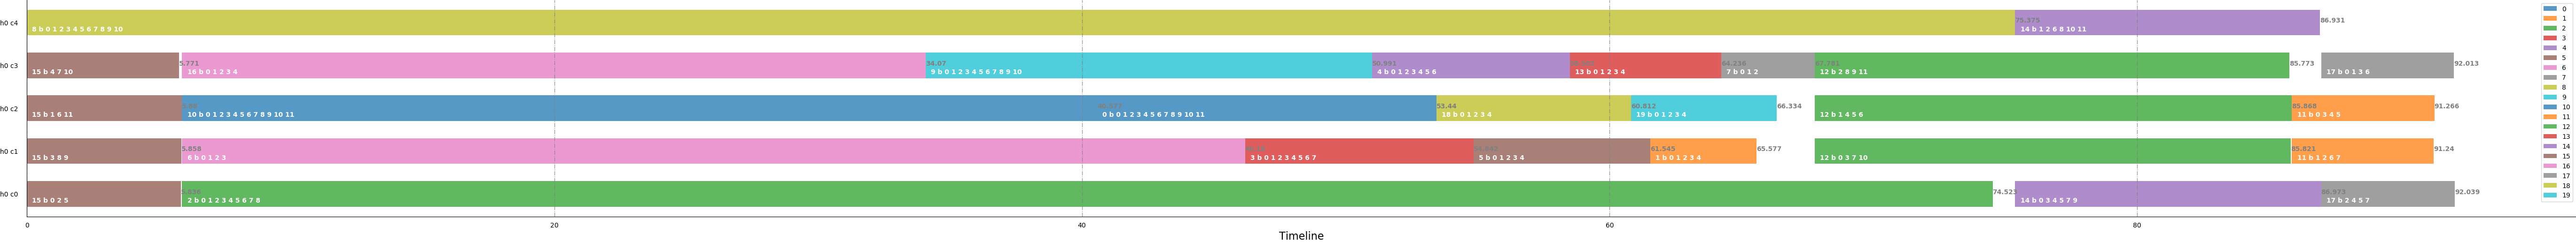 h0 c4
8 b 0 1 2 3 4 5 6 7 8 9 10
75.373
14 b 1 2 6 8 10 11
86.931
h0 c3
15 b 4 7 10
5.771
16 b 0 1 2 3 4
34.07
9 b 0 1 2 3 4 5 6 7 8 9 10
50.991
4 b 0 1 2 3 4 5 6
13 b 0 1 2 3 4
64.236
7 b 0 1 2
67.781
12 b 2 8 9 11
85.773
17 b 0 1 3 6
92.013
h0 c2
15 b 1 6 11
10 b 0 1 2 3 4 5 6 7 8 9 10 11
0 b 0 1 2 3 4 5 6 7 8 9 10 11
53.44
18 b 0 1 2 3 4
60.812
19 b 0 1 2 3 4
66.334
12 b 1 4 5 6
85.868
11 b 0 3 4 5
91.266
h0 c1
15 b 3 8 9
5.858
6 b 0 1 2 3
3 b 0 1 2 3 4 5 6 7
5 b 0 1 2 3 4
61.545
1 b 0 1 2 3 4
65.577
12 b 0 3 7 10
85.821
11 b 1 2 6 7
91.24
h0 c0
15 b 0 2 5
2 b 0 1 2 3 4 5 6 7 8
74.523
14 b 0 3 4 5 7 9
86.973
17 b 2 4 5 7
92.039
0
20
40
60
80
Timeline
0
1
2
3
4
5
6
7
8
9
10
11
12
13
14
15
16
17
18
19